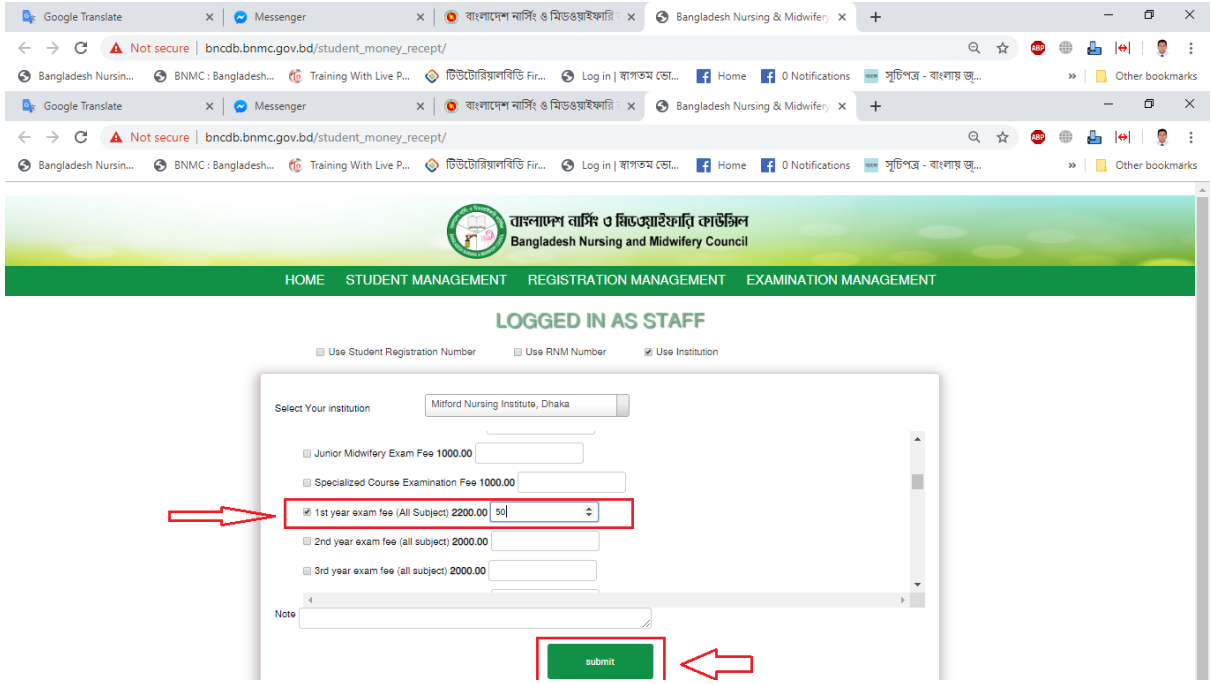 Google Translate
Messenger
বাংলাদেশ নার্সিং ও মিডওয়াইফারি
Bangladesh Nursing & Midwifery
Not secure | bncdb.bnmc.gov.bd/student_money_recept/
Bangladesh Nursin... BNMC : Bangladesh... Training With Live P... টিউটোরিয়ালবিডি Fir... Log in | স্বাগতম ভো... Home 0 Notifications সূচিপত্র - বাংলায় জ্... » Other bookmarks
Google Translate
Messenger
বাংলাদেশ নার্সিং ও মিডওয়াইফারি
Bangladesh Nursing & Midwifery
Not secure | bncdb.bnmc.gov.bd/student_money_recept/
Bangladesh Nursin... BNMC : Bangladesh... Training With Live P... টিউটোরিয়ালবিডি Fir... Log in | স্বাগতম ভো... Home 0 Notifications সূচিপত্র - বাংলায় জ্... » Other bookmarks
বাংলাদেশ নার্সিং ও মিডওয়াইফারি কাউন্সিল
Bangladesh Nursing and Midwifery Council
HOME STUDENT MANAGEMENT REGISTRATION MANAGEMENT EXAMINATION MANAGEMENT
LOGGED IN AS STAFF
Use Student Registration Number Use RNM Number Use Institution
Select Your institution Mitford Nursing Institute, Dhaka
Junior Midwifery Exam Fee 1000.00
Specialized Course Examination Fee 1000.00
1st year exam fee (All Subject) 2200.00 50
2nd year exam fee (all subject) 2000.00
3rd year exam fee (all subject) 2000.00
Note
submit